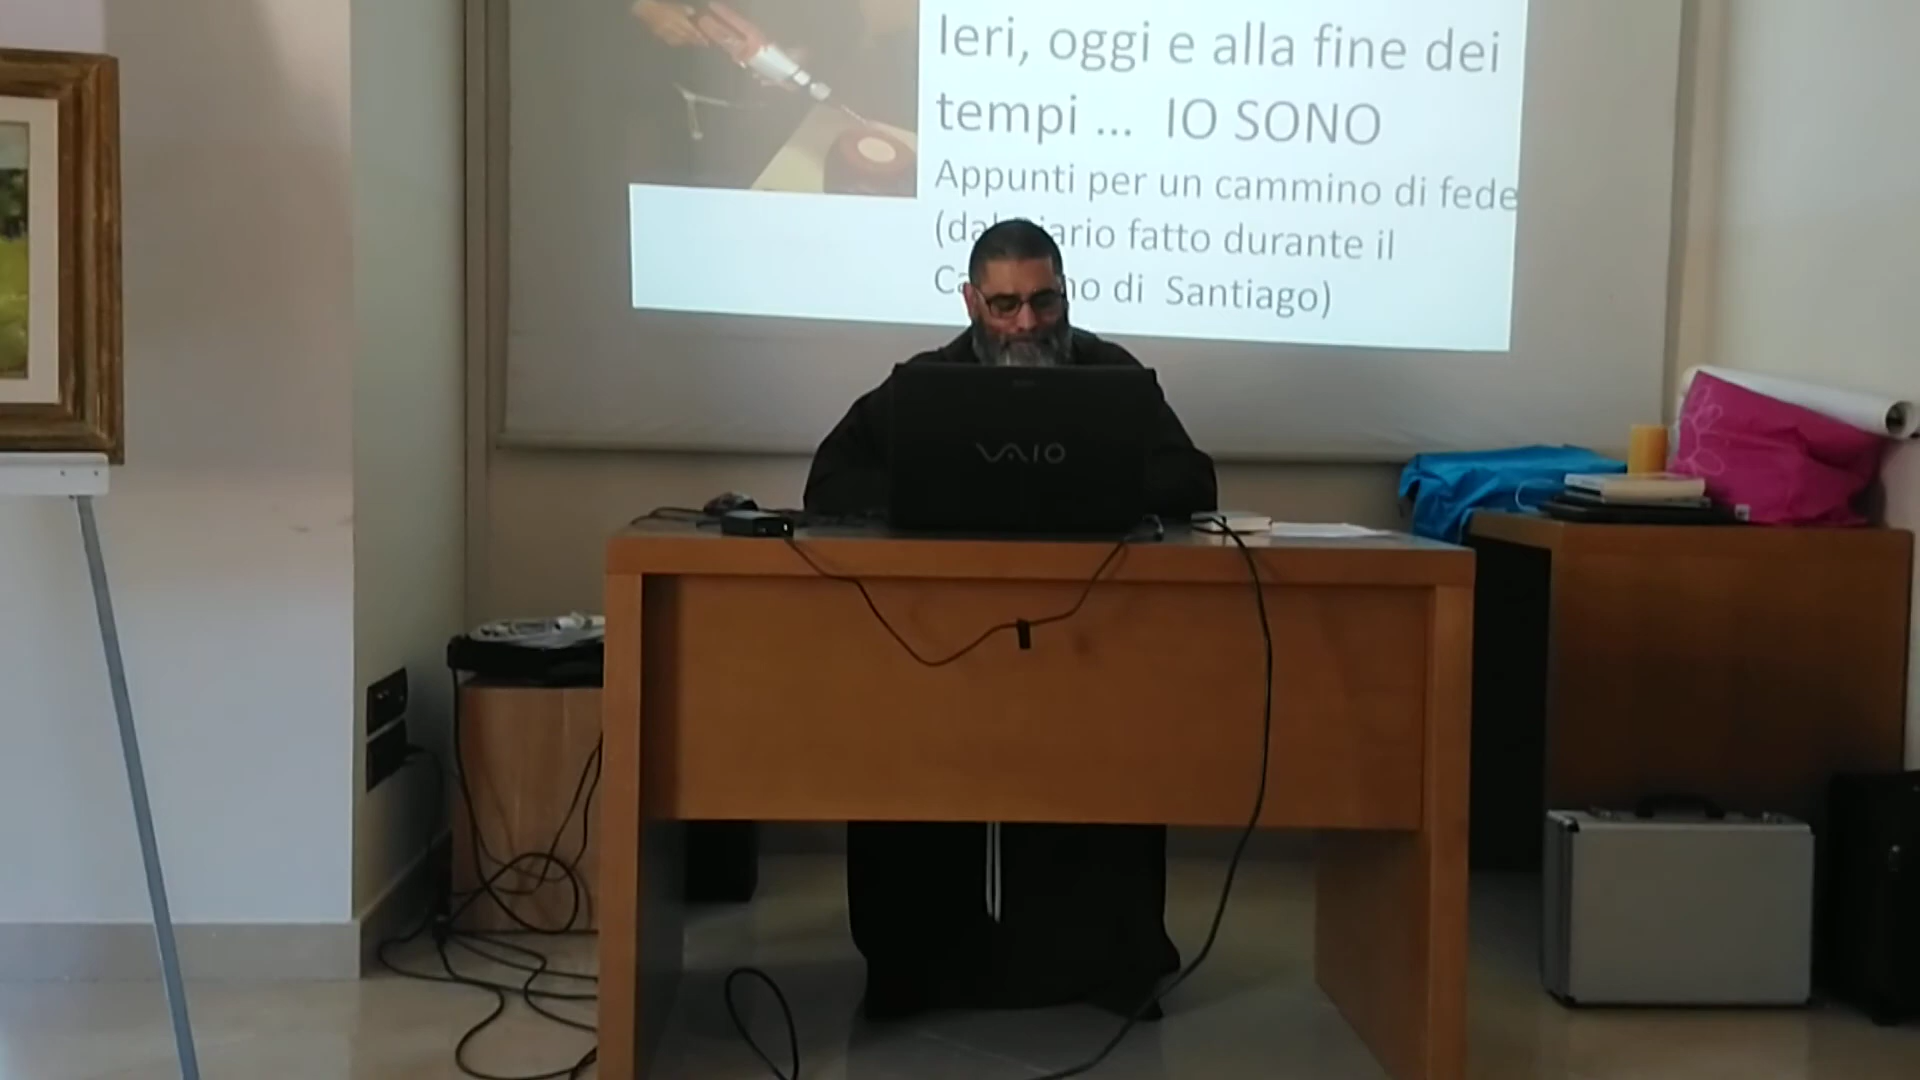 Ieri, oggi e alla fine dei
tempi ... IO SONO
Appunti per un cammino di fede
fatto durante il
di Santiago)
VAIO